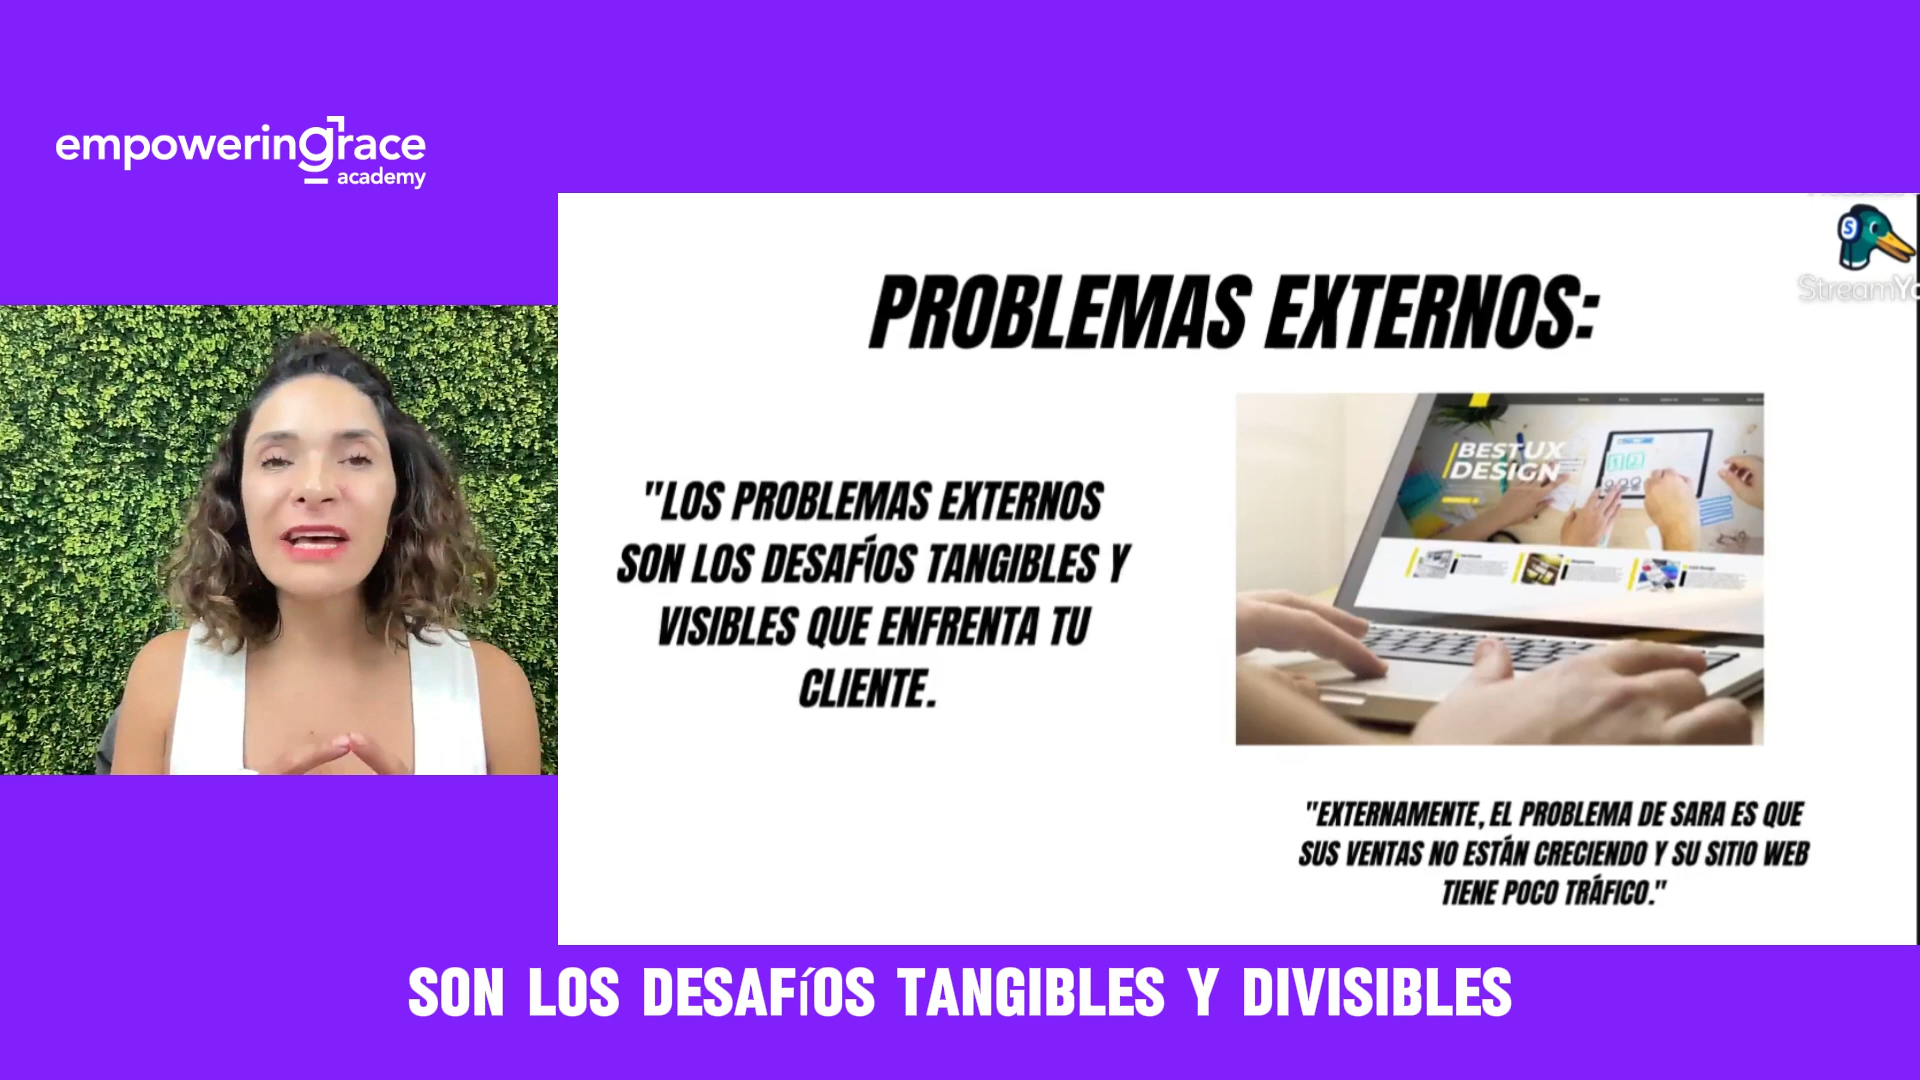 empoweringrace
academy
StreamYa
PROBLEMAS EXTERNOS:
"LOS PROBLEMAS EXTERNOS
SON LOS DESAFÍOS TANGIBLES Y
VISIBLES QUE ENFRENTA TU
CLIENTE.
BEST UX
DESIGN
"EXTERNAMENTE, EL PROBLEMA DE SARA ES QUE
SUS VENTAS NO ESTÁN CRECIENDO Y SU SITIO WEB
TIENE POCO TRÁFICO."
SON LOS DESAFÍOS TANGIBLES Y DIVISIBLES